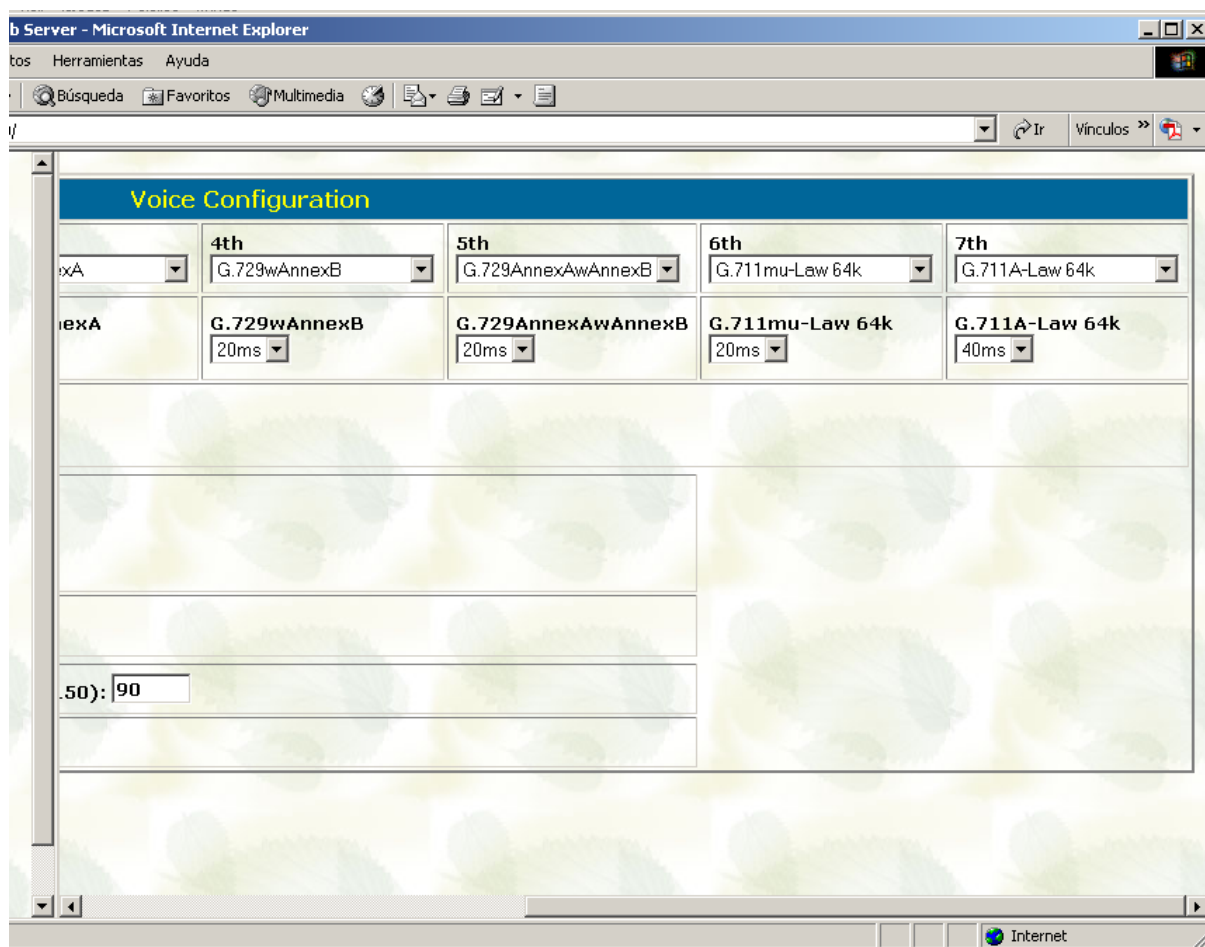 b Server - Microsoft Internet Explorer
tos Herramientas Ayuda
Búsqueda Favoritos Multimedia
o/
Ir Vínculos »
Voice Configuration
4th 5th 6th 7th
exA G.729wAnnexB G.729AnnexAwAnnexB G.711mu-Law 64k G.711A-Law 64k
nexA G.729wAnnexB G.729AnnexAwAnnexB G.711mu-Law 64k G.711A-Law 64k
20ms 20ms 20ms 40ms
.50): 90
Internet